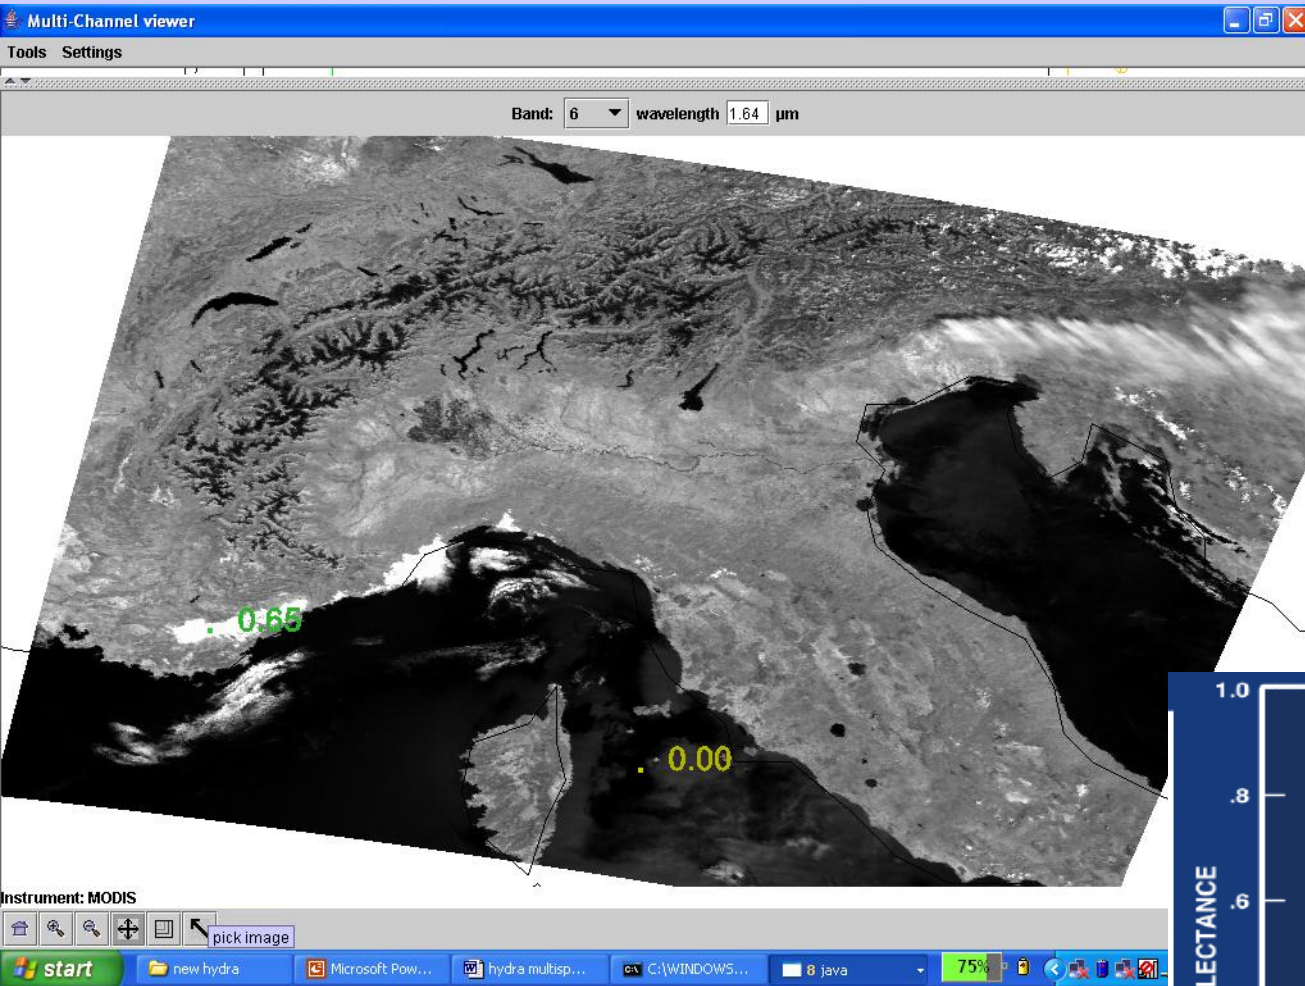 Multi-Channel viewer
Tools Settings
Band: 6 wavelength 1.64 µm
0.65
0.00
Instrument: MODIS
pick image
start new hydra Microsoft Pow... hydra multisp... C:\WINDOWS... 8 java 75%
1.0
.8
.6
LECTANCE